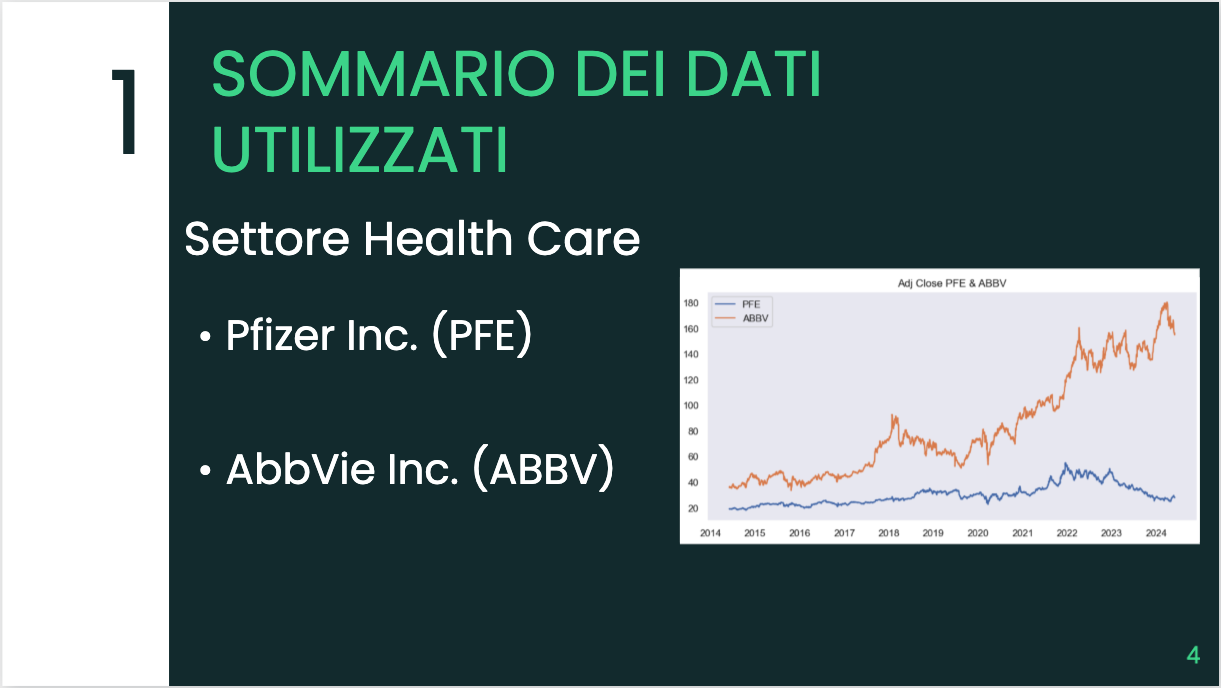 1
SOMMARIO DEI DATI
UTILIZZATI
Settore Health Care
• Pfizer Inc. (PFE)
• AbbVie Inc. (ABBV)
Adj Close PFE & ABBV
PFE
ABBV
180
160
140
120
100
80
60
40
20
2014 2015 2016 2017 2018 2019 2020 2021 2022 2023 2024
4